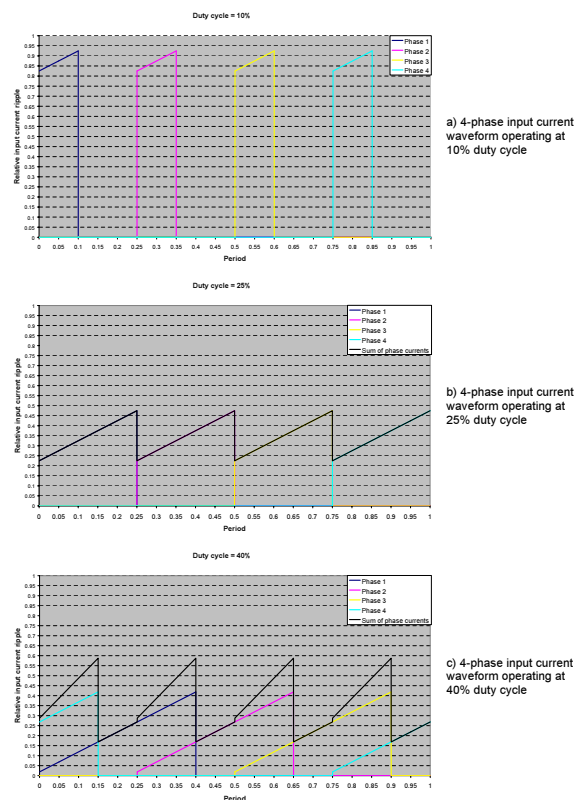 Duty cycle = 10%
Relative input current ripple
1
0.95
0.9
0.85
0.8
0.75
0.7
0.65
0.6
0.55
0.5
0.45
0.4
0.35
0.3
0.25
0.2
0.15
0.1
0.05
0
Phase 1
Phase 2
Phase 3
Phase 4
0 0.05 0.1 0.15 0.2 0.25 0.3 0.35 0.4 0.45 0.5 0.55 0.6 0.65 0.7 0.75 0.8 0.85 0.9 0.95 1
Period
a) 4-phase input current
waveform operating at
10% duty cycle
Duty cycle = 25%
Relative input current ripple
1
0.95
0.9
0.85
0.8
0.75
0.7
0.65
0.6
0.55
0.5
0.45
0.4
0.35
0.3
0.25
0.2
0.15
0.1
0.05
0
Phase 1
Phase 2
Phase 3
Phase 4
Sum of phase currents
0 0.05 0.1 0.15 0.2 0.25 0.3 0.35 0.4 0.45 0.5 0.55 0.6 0.65 0.7 0.75 0.8 0.85 0.9 0.95 1
Period
b) 4-phase input current
waveform operating at
25% duty cycle
Duty cycle = 40%
Relative input current ripple
1
0.95
0.9
0.85
0.8
0.75
0.7
0.65
0.6
0.55
0.5
0.45
0.4
0.35
0.3
0.25
0.2
0.15
0.1
0.05
0
Phase 1
Phase 2
Phase 3
Phase 4
Sum of phase currents
0 0.05 0.1 0.15 0.2 0.25 0.3 0.35 0.4 0.45 0.5 0.55 0.6 0.65 0.7 0.75 0.8 0.85 0.9 0.95 1
Period
c) 4-phase input current
waveform operating at
40% duty cycle